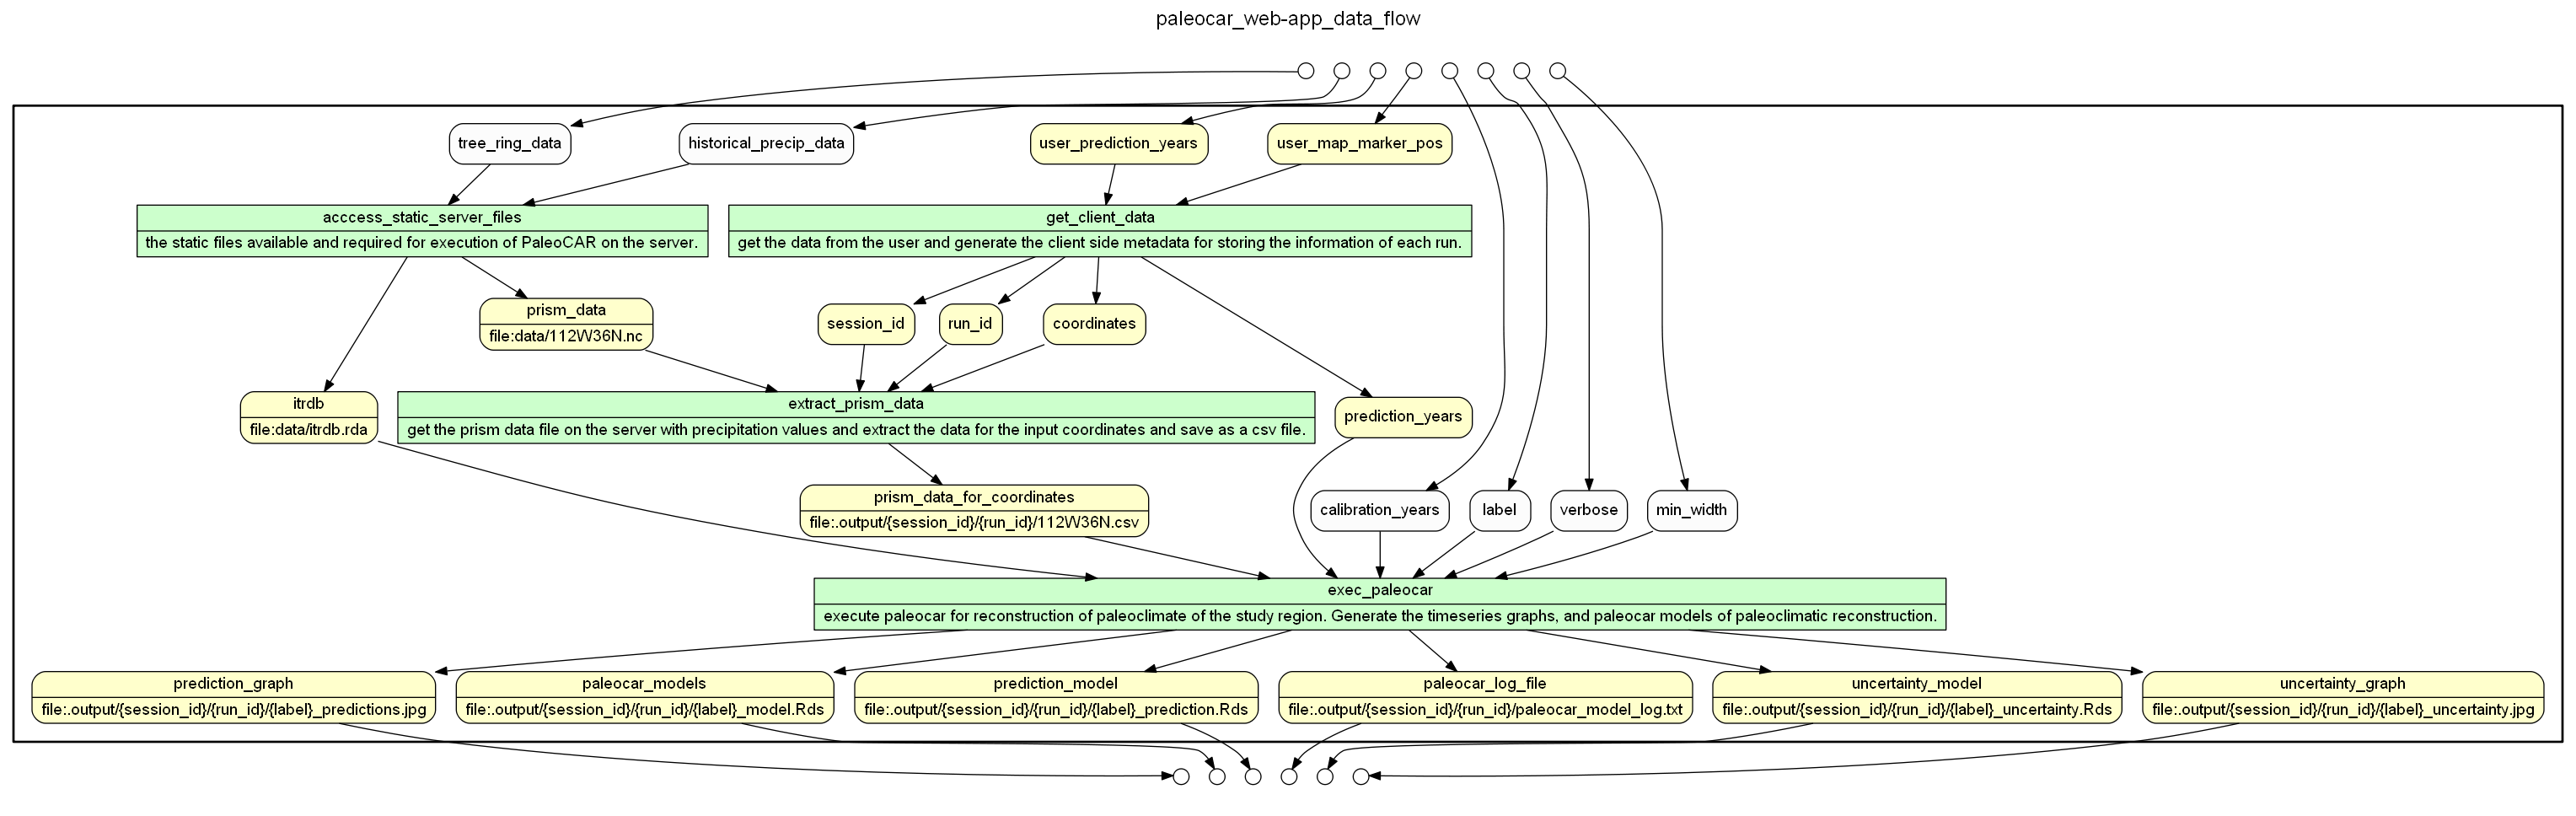 paleocar_web-app_data_flow
tree_ring_data
historical_precip_data
user_prediction_years
user_map_marker_pos
acccess_static_server_files
the static files available and required for execution of PaleoCAR on the server.
get_client_data
get the data from the user and generate the client side metadata for storing the information of each run.
prism_data
file:data/112W36N.nc
session_id
run_id
coordinates
itrdb
file:data/itrdb.rda
extract_prism_data
get the prism data file on the server with precipitation values and extract the data for the input coordinates and save as a csv file.
prediction_years
prism_data_for_coordinates
file:.output/{session_id}/{run_id}/112W36N.csv
calibration_years
label
verbose
min_width
exec_paleocar
execute paleocar for reconstruction of paleoclimate of the study region. Generate the timeseries graphs, and paleocar models of paleoclimatic reconstruction.
prediction_graph
file:.output/{session_id}/{run_id}/{label}_predictions.jpg
paleocar_models
file:.output/{session_id}/{run_id}/{label}_model.Rds
prediction_model
file:.output/{session_id}/{run_id}/{label}_prediction.Rds
paleocar_log_file
file:.output/{session_id}/{run_id}/paleocar_model_log.txt
uncertainty_model
file:.output/{session_id}/{run_id}/{label}_uncertainty.Rds
uncertainty_graph
file:.output/{session_id}/{run_id}/{label}_uncertainty.jpg